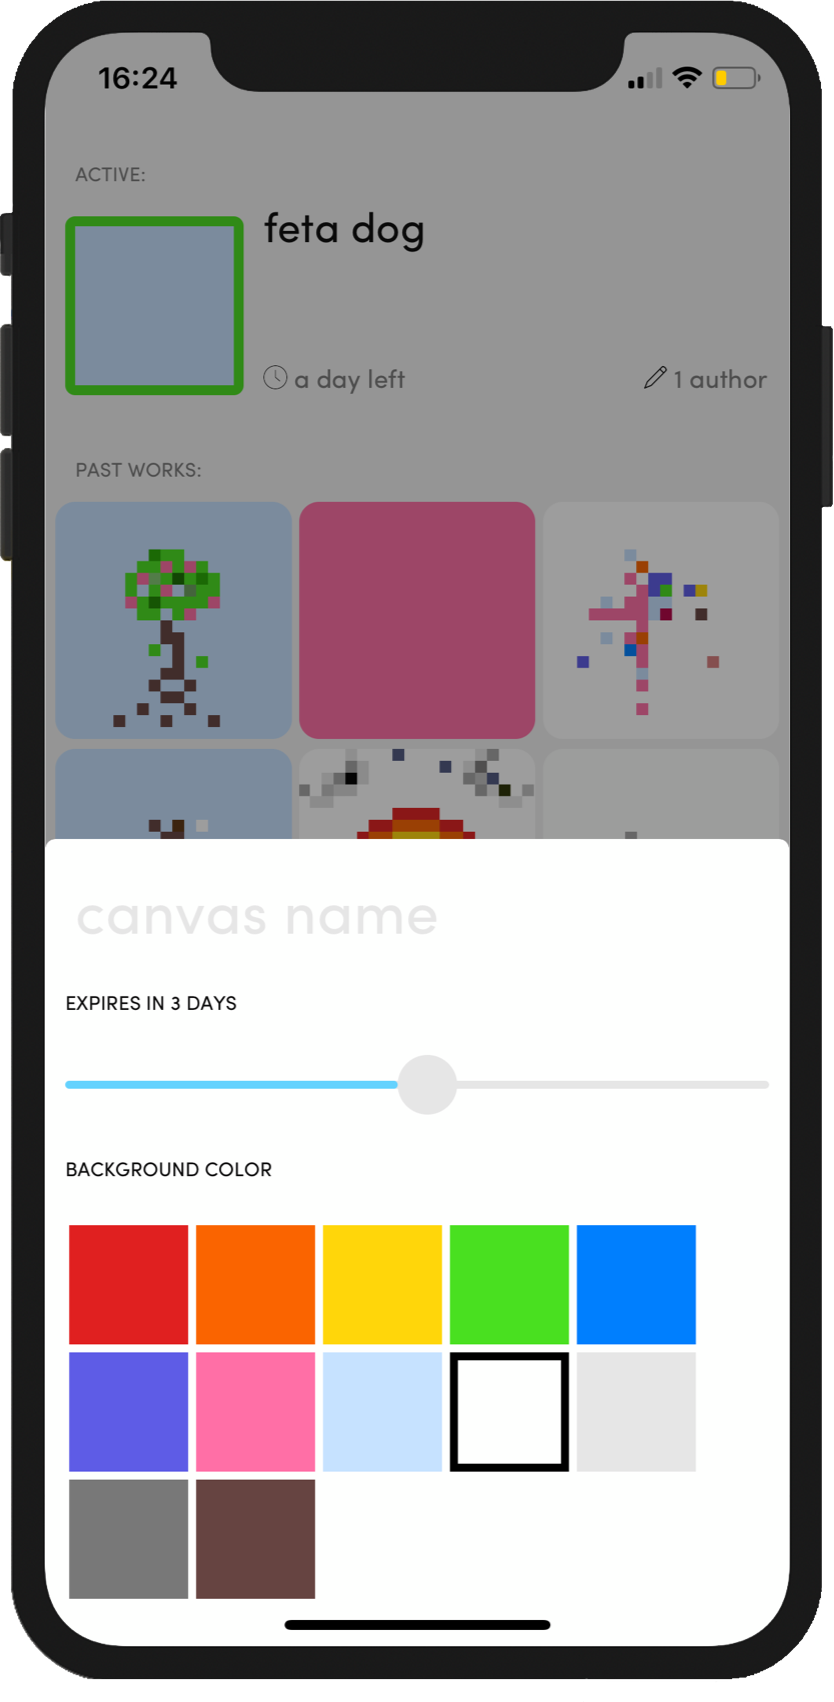 16:24
ACTIVE:
feta dog
a day left
1 author
PAST WORKS:
canvas name
EXPIRES IN 3 DAYS
BACKGROUND COLOR